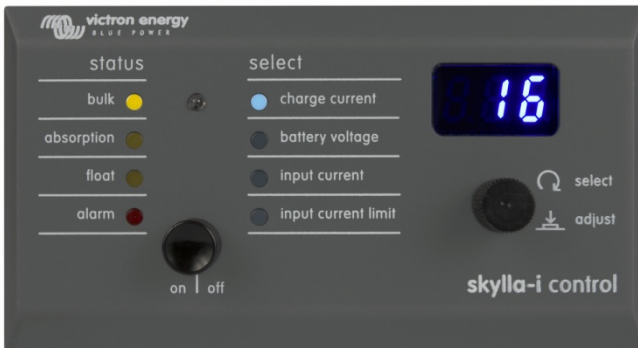 victron energy
BLUE POWER
status
bulk
absorption
float
alarm
on | off
select
charge current
battery voltage
input current
input current limit
16
select
adjust
skylla-i control